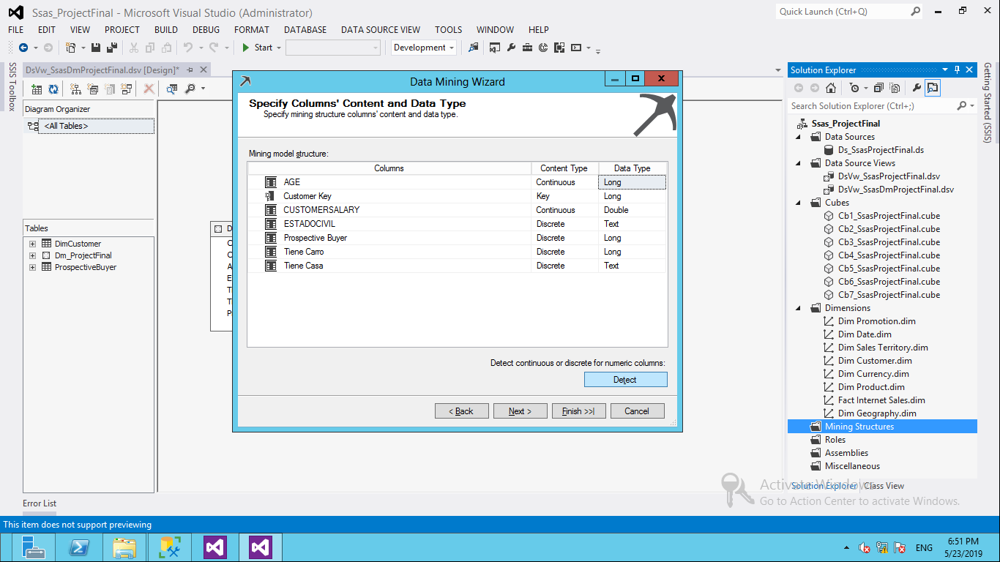 Ssas_ProjectFinal - Microsoft Visual Studio (Administrator)
Quick Launch (Ctrl+Q)
FILE EDIT VIEW PROJECT BUILD DEBUG FORMAT DATABASE DATA SOURCE VIEW TOOLS WINDOW HELP
Start
Development
SSIS Toolbox
DsVw_SsasDmProjectFinal.dsv [Design]*
Diagram Organizer
<All Tables>
Tables
DimCustomer
Dm_ProjectFinal
ProspectiveBuyer
D
C
C
A
E
T
T
P
Data Mining Wizard
Specify Columns' Content and Data Type
Specify mining structure columns' content and data type.
Mining model structure:
Columns Content Type Data Type
AGE Continuous Long
Customer Key Key Long
CUSTOMERSALARY Continuous Double
ESTADOCIVIL Discrete Text
Prospective Buyer Discrete Long
Tiene Carro Discrete Long
Tiene Casa Discrete Text
Detect continuous or discrete for numeric columns:
Detect
< Back Next > Finish >>| Cancel
Solution Explorer
Search Solution Explorer (Ctrl+;)
Ssas_ProjectFinal
Data Sources
Ds_SsasProjectFinal.ds
Data Source Views
DsVw_SsasProjectFinal.dsv
DsVw_SsasDmProjectFinal.dsv
Cubes
Cb1_SsasProjectFinal.cube
Cb2_SsasProjectFinal.cube
Cb3_SsasProjectFinal.cube
Cb4_SsasProjectFinal.cube
Cb5_SsasProjectFinal.cube
Cb6_SsasProjectFinal.cube
Cb7_SsasProjectFinal.cube
Dimensions
Dim Promotion.dim
Dim Date.dim
Dim Sales Territory.dim
Dim Customer.dim
Dim Currency.dim
Dim Product.dim
Fact Internet Sales.dim
Dim Geography.dim
Mining Structures
Roles
Assemblies
Miscellaneous
Solution Explorer Class View
Getting Started (SSIS)
Activate Windows
Go to Action Center to activate Windows.
Error List
This item does not support previewing
ENG
6:51 PM
5/23/2019